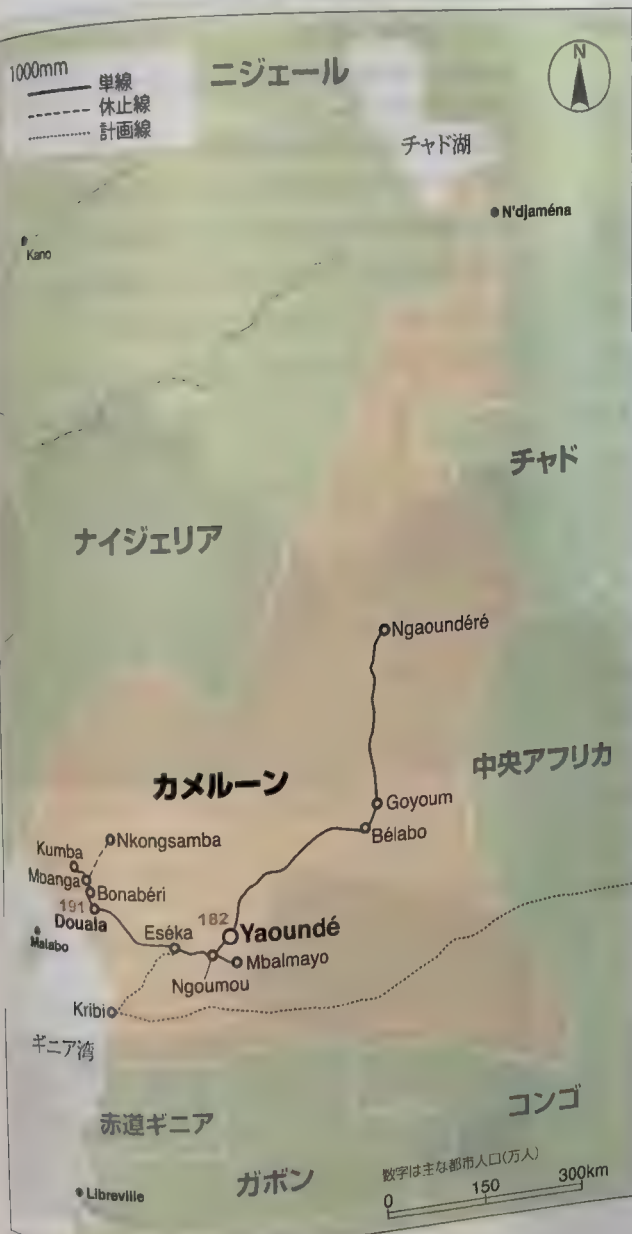 1000mm
単線
休止線
計画線
ニジェール
N
チャド湖
N'djaména
Kano
チャド
ナイジェリア
Ngaoundéré
カメルーン
中央アフリカ
Goyoum
Bélabo
Nkongsamba
Kumba
Mbanga
Bonabéri
191
Douala
182
Yaoundé
Eséka
Malabo
Mbalmayo
Ngoumou
Kribi
ギニア湾
コンゴ
赤道ギニア
ガボン
数字は主な都市人口(万人)
Libreville
0 150 300km